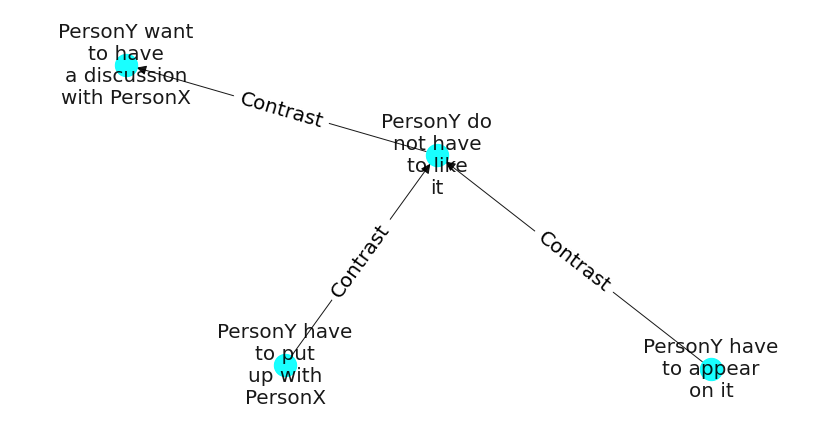 PersonY want
to have
a discussion
with PersonX
Contrast
PersonY do
not have
to like
it
Contrast
Contrast
PersonY have
to put
up with
PersonX
PersonY have
to appear
on it